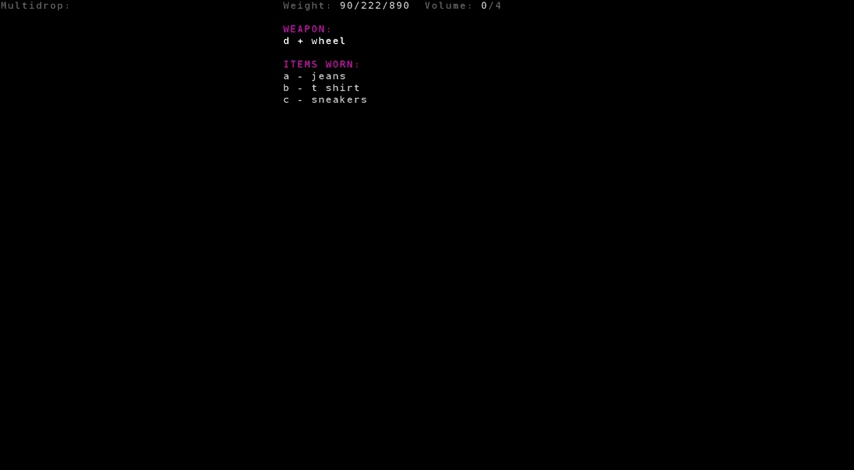 Multidrop: Weight: 90/222/890 Volume: 0/4
WEAPON:
d + wheel
ITEMS WORN:
a - jeans
b - t shirt
c - sneakers